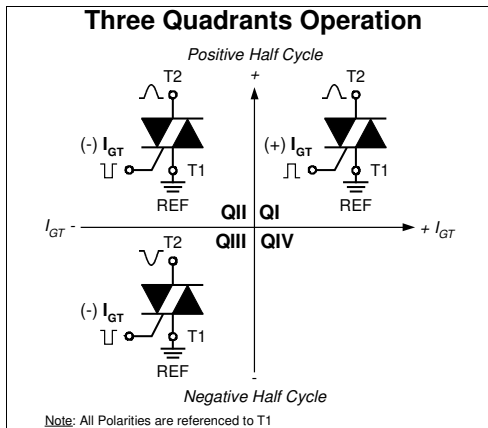 Three Quadrants Operation
Positive Half Cycle
T2
+
T2
(-) IGT
(+) IGT
T1
T1
REF
REF
QII QI
IGT -
+ IGT
QIII QIV
T2
(-) IGT
T1
REF
-
Negative Half Cycle
Note: All Polarities are referenced to T1